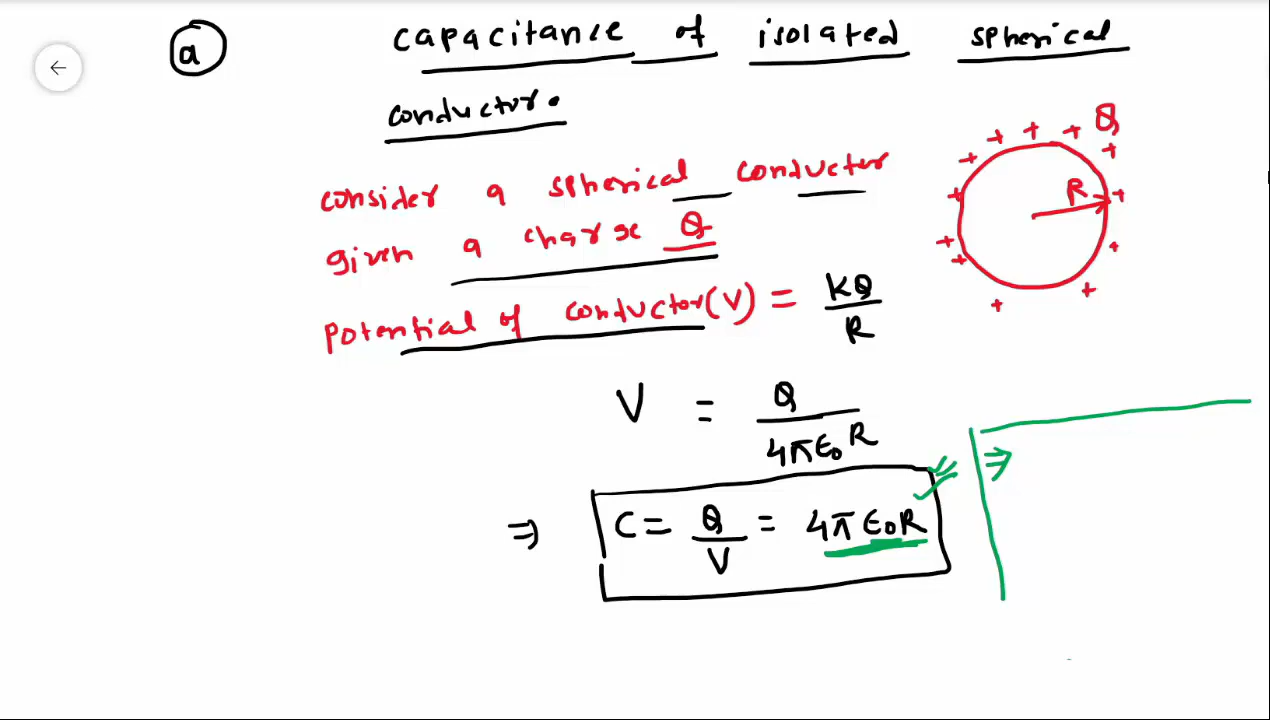 a capacitance of isolated spherical
conductor.
consider a spherical conductor
given a charge Q
potential of conductor (V) = KQ/R
V = Q/4πϵ₀R
⇒ C = Q/V = 4πϵ₀R
⇒
Q
R
+ + + + + + + + + + + + +